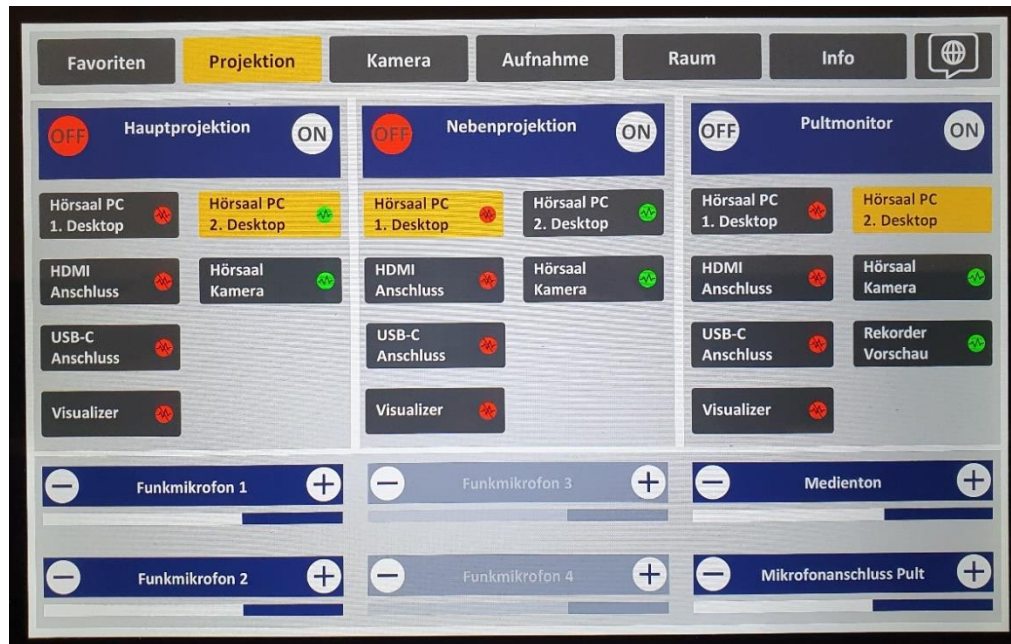 Favoriten
Projektion
Kamera
Aufnahme
Raum
Info
OFF
Hauptprojektion
ON
OFF
Nebenprojektion
ON
OFF
Pultmonitor
ON
Hörsaal PC
1. Desktop
Hörsaal PC
2. Desktop
Hörsaal PC
1. Desktop
Hörsaal PC
2. Desktop
Hörsaal PC
1. Desktop
Hörsaal PC
2. Desktop
HDMI
Anschluss
Hörsaal
Kamera
HDMI
Anschluss
Hörsaal
Kamera
HDMI
Anschluss
Hörsaal
Kamera
USB-C
Anschluss
USB-C
Anschluss
USB-C
Anschluss
Rekorder
Vorschau
Visualizer
Visualizer
Visualizer
Funkmikrofon 1
Funkmikrofon 3
Medienton
Funkmikrofon 2
Funkmikrofon 4
Mikrofonanschluss Pult